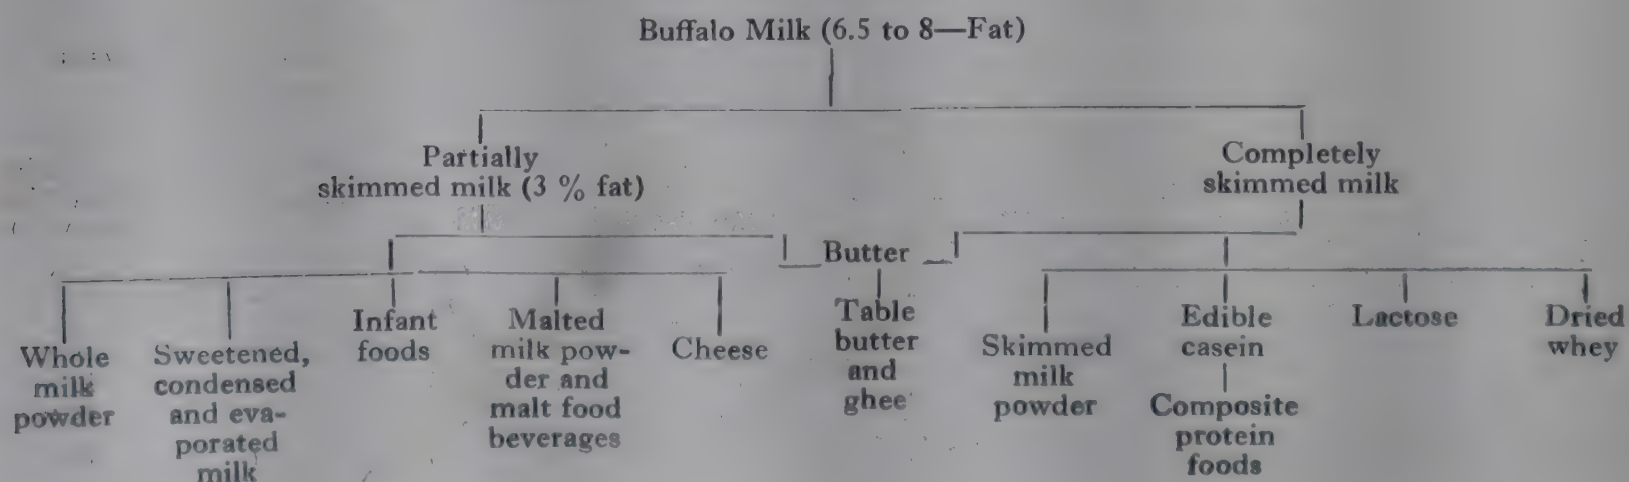 Buffalo Milk (6.5 to 8—Fat)
Partially
skimmed milk (3 % fat)
Completely
skimmed milk
Butter
Whole
milk
powder
Sweetened,
condensed
and eva-
porated
milk
Infant
foods
Malted
milk pow-
der and
malt food
beverages
Cheese
Table
butter
and
ghee
Skimmed
milk
powder
Edible
casein
Composite
protein
foods
Lactose
Dried
whey